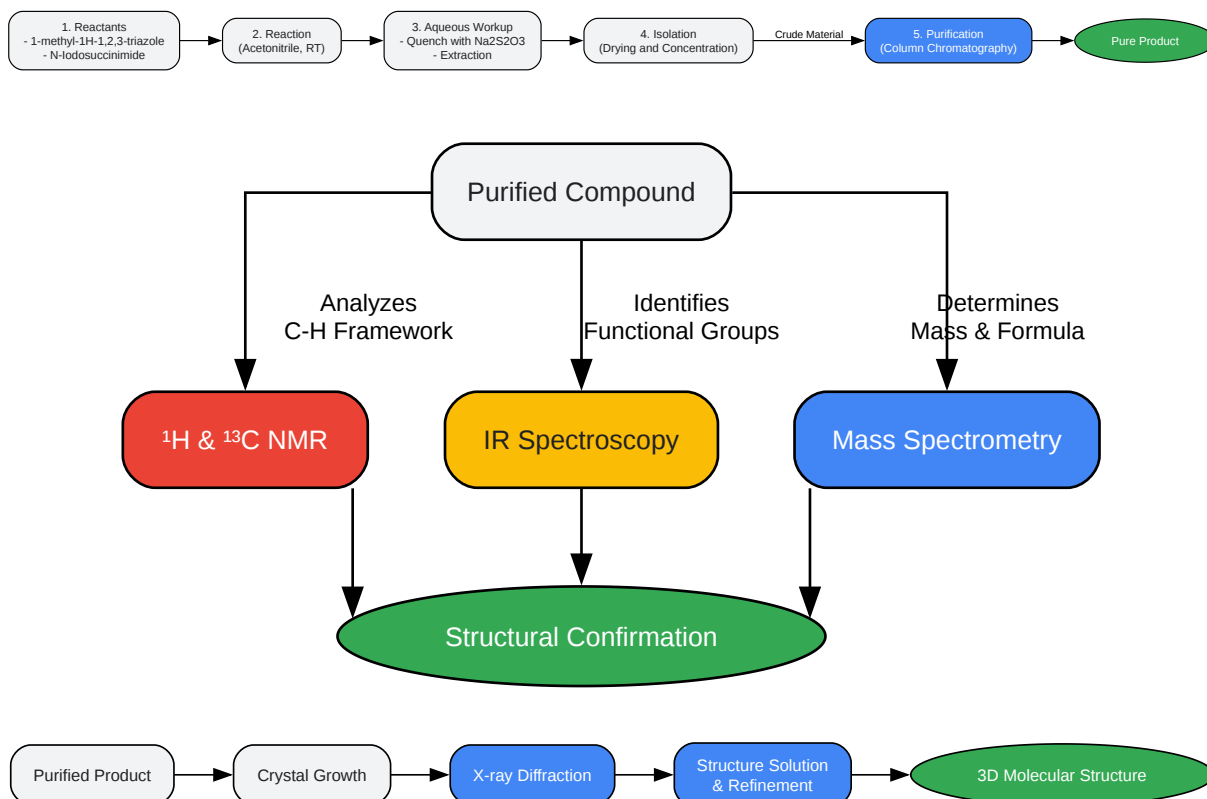 1. Reactants
- 1-methyl-1H-1,2,3-triazole
- N-Iodosuccinimide
2. Reaction
(Acetonitrile, RT)
3. Aqueous Workup
- Quench with Na2S2O3
- Extraction
4. Isolation
(Drying and Concentration)
Crude Material
5. Purification
(Column Chromatography)
Pure Product
Purified Compound
Analyzes
C-H Framework
Identifies
Functional Groups
Determines
Mass & Formula
¹H & ¹³C NMR
IR Spectroscopy
Mass Spectrometry
Structural Confirmation
Purified Product
Crystal Growth
X-ray Diffraction
Structure Solution
& Refinement
3D Molecular Structure